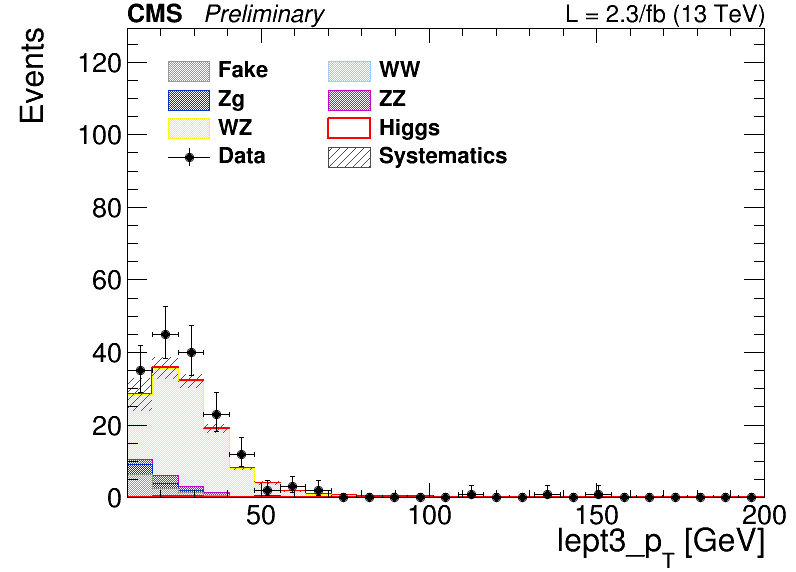 CMS Preliminary L = 2.3/fb (13 TeV)
Events
120
100
80
60
40
20
0
Fake WW
Zg ZZ
WZ Higgs
Data Systematics
50 100 150 200
lept3_p_T [GeV]